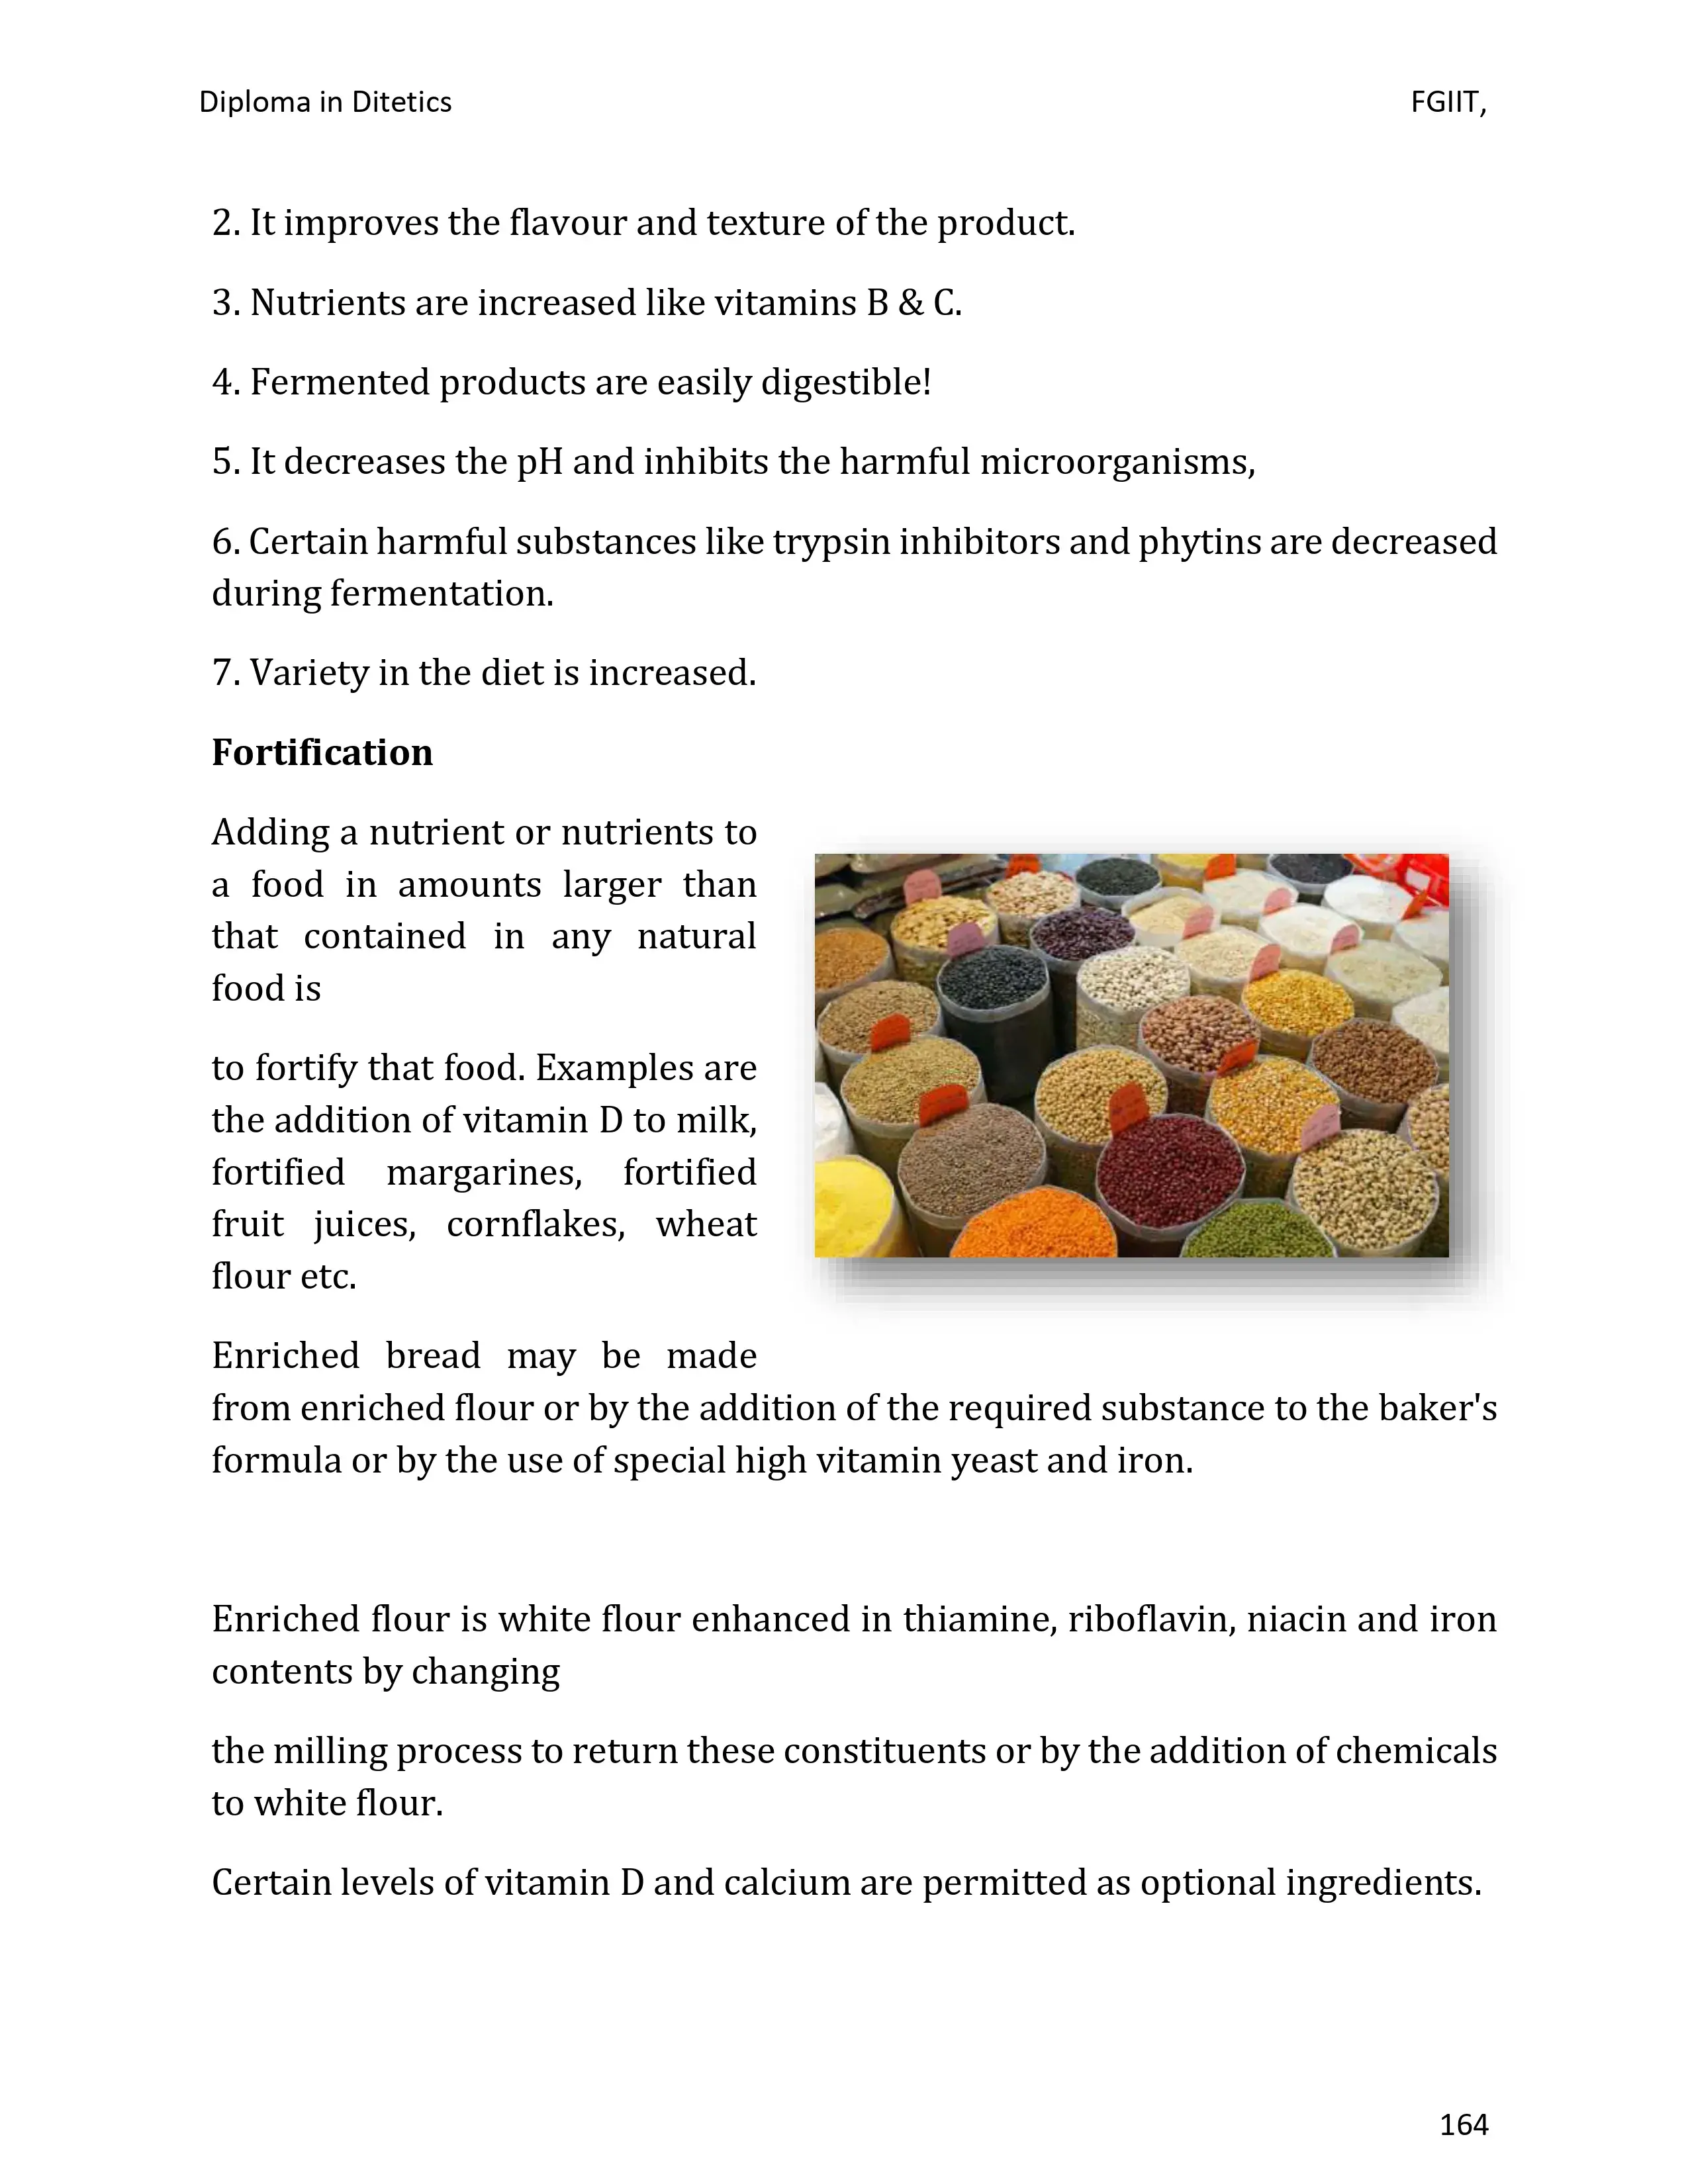 Diploma in Ditetics FGIIT,
2. It improves the flavour and texture of the product.
3. Nutrients are increased like vitamins B & C.
4. Fermented products are easily digestible!
5. It decreases the pH and inhibits the harmful microorganisms,
6. Certain harmful substances like trypsin inhibitors and phytins are decreased
during fermentation.
7. Variety in the diet is increased.
Fortification
Adding a nutrient or nutrients to
a food in amounts larger than
that contained in any natural
food is
to fortify that food. Examples are
the addition of vitamin D to milk,
fortified margarines, fortified
fruit juices, cornflakes, wheat
flour etc.
Enriched bread may be made
from enriched flour or by the addition of the required substance to the baker's
formula or by the use of special high vitamin yeast and iron.
Enriched flour is white flour enhanced in thiamine, riboflavin, niacin and iron
contents by changing
the milling process to return these constituents or by the addition of chemicals
to white flour.
Certain levels of vitamin D and calcium are permitted as optional ingredients.
164